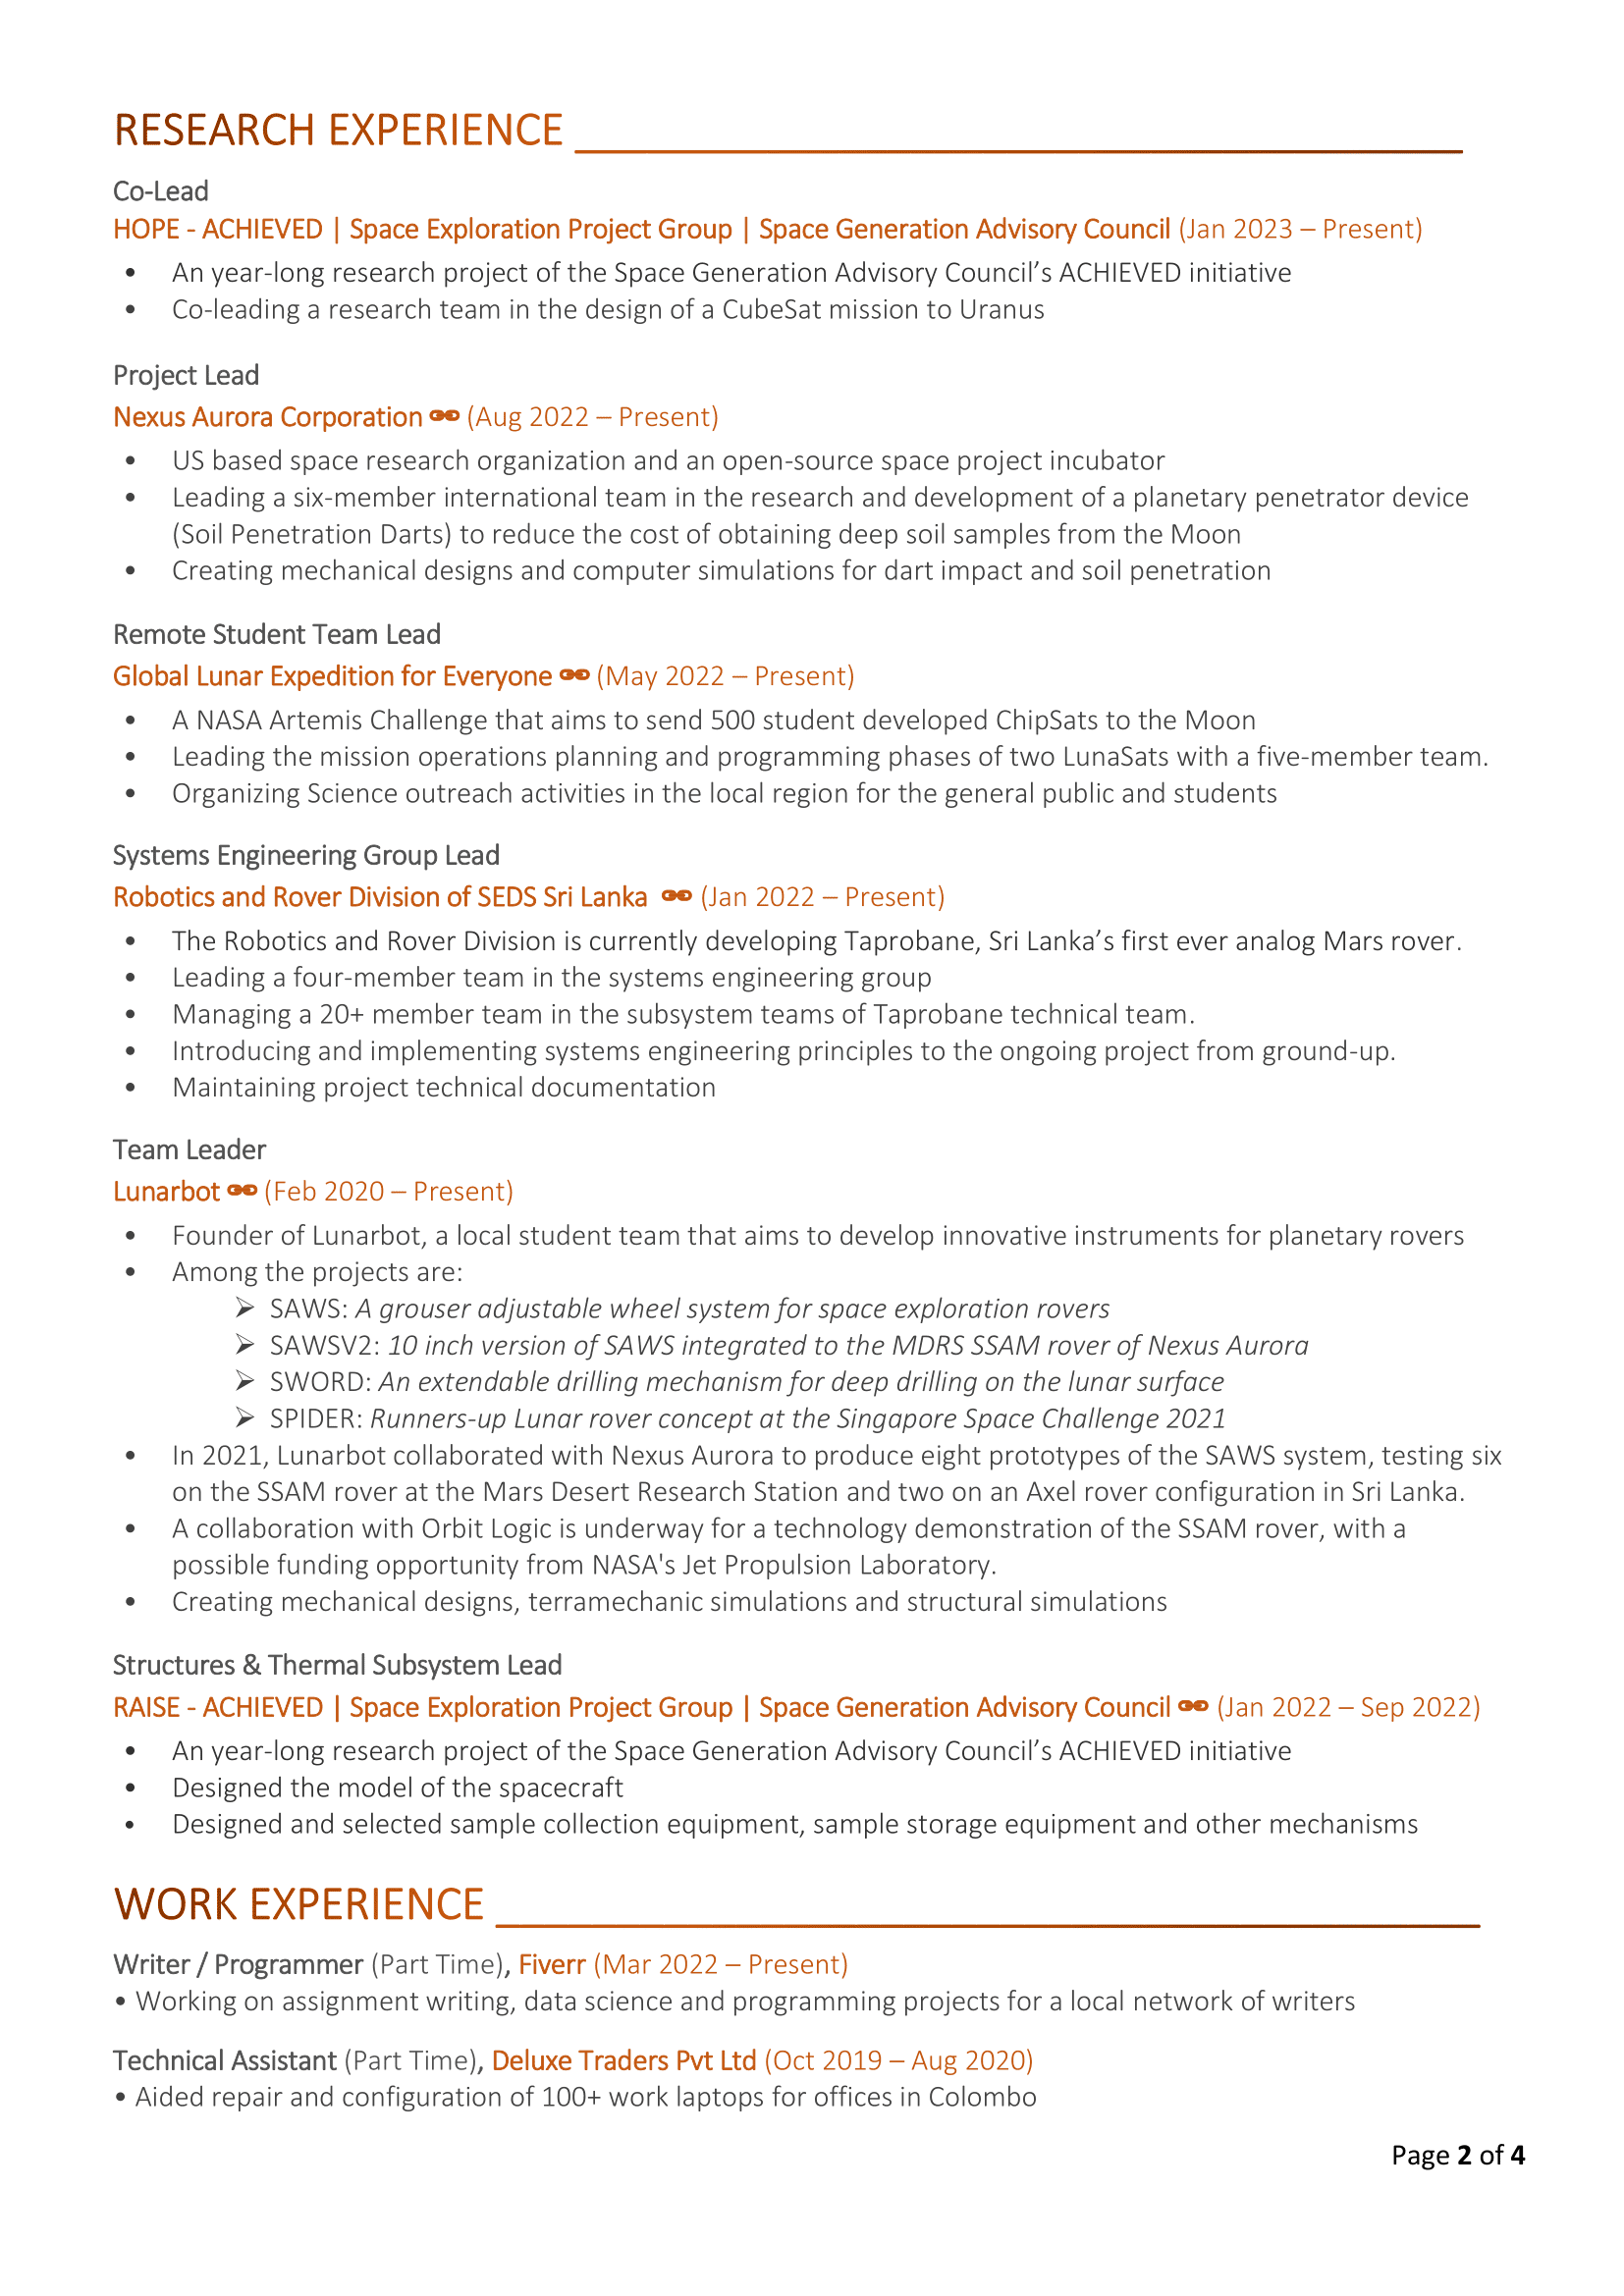 RESEARCH EXPERIENCE
Co-Lead
HOPE - ACHIEVED | Space Exploration Project Group | Space Generation Advisory Council (Jan 2023 – Present)
• An year-long research project of the Space Generation Advisory Council’s ACHIEVED initiative
• Co-leading a research team in the design of a CubeSat mission to Uranus
Project Lead
Nexus Aurora Corporation (Aug 2022 – Present)
• US based space research organization and an open-source space project incubator
• Leading a six-member international team in the research and development of a planetary penetrator device
(Soil Penetration Darts) to reduce the cost of obtaining deep soil samples from the Moon
• Creating mechanical designs and computer simulations for dart impact and soil penetration
Remote Student Team Lead
Global Lunar Expedition for Everyone (May 2022 – Present)
• A NASA Artemis Challenge that aims to send 500 student developed ChipSats to the Moon
• Leading the mission operations planning and programming phases of two LunaSats with a five-member team.
• Organizing Science outreach activities in the local region for the general public and students
Systems Engineering Group Lead
Robotics and Rover Division of SEDS Sri Lanka (Jan 2022 – Present)
• The Robotics and Rover Division is currently developing Taprobane, Sri Lanka’s first ever analog Mars rover.
• Leading a four-member team in the systems engineering group
• Managing a 20+ member team in the subsystem teams of Taprobane technical team.
• Introducing and implementing systems engineering principles to the ongoing project from ground-up.
• Maintaining project technical documentation
Team Leader
Lunarbot (Feb 2020 – Present)
• Founder of Lunarbot, a local student team that aims to develop innovative instruments for planetary rovers
• Among the projects are:
➢ SAWS: A grouser adjustable wheel system for space exploration rovers
➢ SAWSV2: 10 inch version of SAWS integrated to the MDRS SSAM rover of Nexus Aurora
➢ SWORD: An extendable drilling mechanism for deep drilling on the lunar surface
➢ SPIDER: Runners-up Lunar rover concept at the Singapore Space Challenge 2021
• In 2021, Lunarbot collaborated with Nexus Aurora to produce eight prototypes of the SAWS system, testing six
on the SSAM rover at the Mars Desert Research Station and two on an Axel rover configuration in Sri Lanka.
• A collaboration with Orbit Logic is underway for a technology demonstration of the SSAM rover, with a
possible funding opportunity from NASA's Jet Propulsion Laboratory.
• Creating mechanical designs, terramechanic simulations and structural simulations
Structures & Thermal Subsystem Lead
RAISE - ACHIEVED | Space Exploration Project Group | Space Generation Advisory Council (Jan 2022 – Sep 2022)
• An year-long research project of the Space Generation Advisory Council’s ACHIEVED initiative
• Designed the model of the spacecraft
• Designed and selected sample collection equipment, sample storage equipment and other mechanisms
WORK EXPERIENCE
Writer / Programmer (Part Time), Fiverr (Mar 2022 – Present)
• Working on assignment writing, data science and programming projects for a local network of writers
Technical Assistant (Part Time), Deluxe Traders Pvt Ltd (Oct 2019 – Aug 2020)
• Aided repair and configuration of 100+ work laptops for offices in Colombo
Page 2 of 4